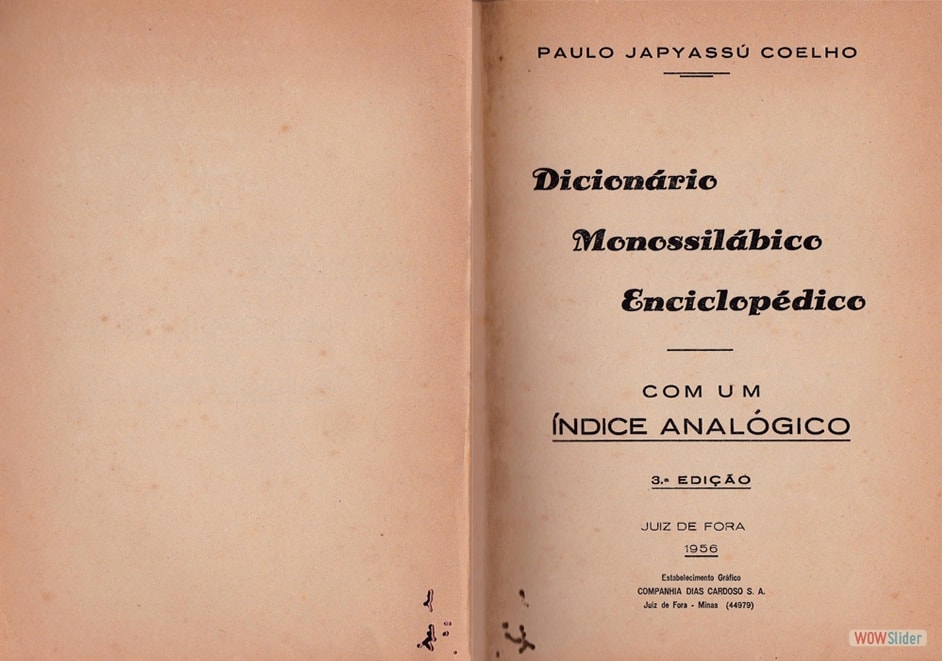 PAULO JAPYASSÚ COELHO
Dicionário
Monossilábico
Enciclopédico
COM UM
ÍNDICE ANALÓGICO
3.ª EDIÇÃO
JUIZ DE FORA
1956
Estabelecimento Gráfico
COMPANHIA DIAS CARDOSO S. A.
Juiz de Fora - Minas (44979)
WOWSlider